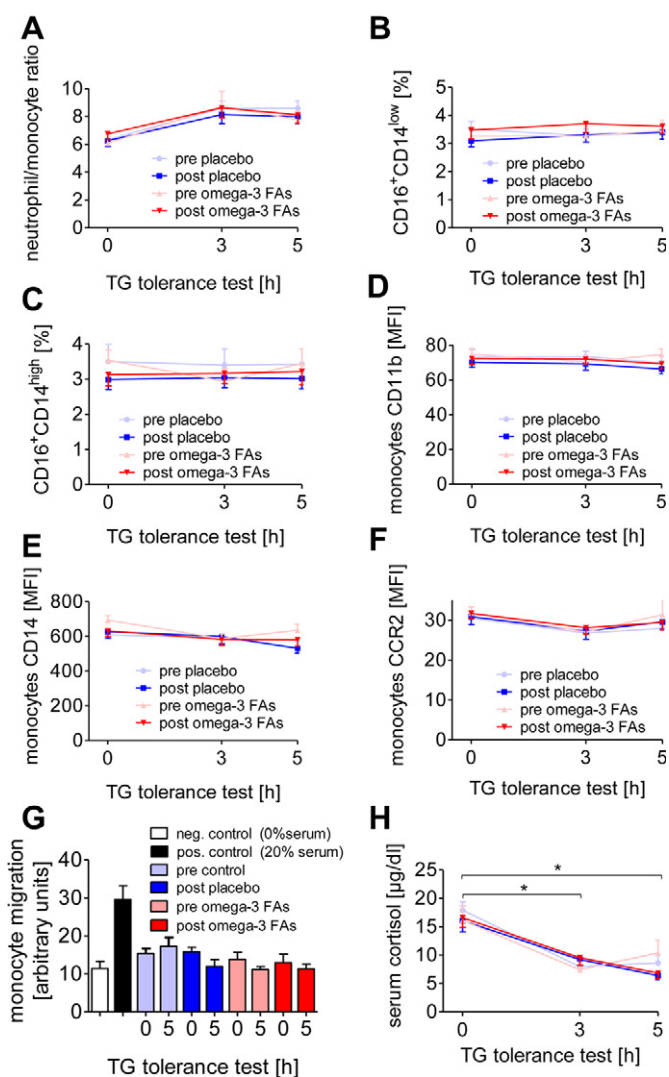 A
neutrophil/monocyte ratio
10
8
6
4
2
0
pre placebo
post placebo
pre omega-3 FAs
post omega-3 FAs
0 3 5
TG tolerance test [h]
B
CD16+CD14low [%]
5
4
3
2
1
0
pre placebo
post placebo
pre omega-3 FAs
post omega-3 FAs
0 3 5
TG tolerance test [h]
C
CD16+CD14high [%]
4
3
2
1
0
pre placebo
post placebo
pre omega-3 FAs
post omega-3 FAs
0 3 5
TG tolerance test [h]
D
monocytes CD11b [MFI]
80
60
40
20
0
pre placebo
post placebo
pre omega-3 FAs
post omega-3 FAs
0 3 5
TG tolerance test [h]
E
monocytes CD14 [MFI]
800
600
400
200
0
pre placebo
post placebo
pre omega-3 FAs
post omega-3 FAs
0 3 5
TG tolerance test [h]
F
monocytes CCR2 [MFI]
30
20
10
0
pre placebo
post placebo
pre omega-3 FAs
post omega-3 FAs
0 3 5
TG tolerance test [h]
G
monocyte migration
[arbitrary units]
40
30
20
10
0
neg. control (0%serum)
pos. control (20% serum)
pre control
post placebo
pre omega-3 FAs
post omega-3 FAs
0 5 0 5 0 5 0 5
TG tolerance test [h]
H
serum cortisol [µg/dl]
25
20
15
10
5
0
*
*
0 3 5
TG tolerance test [h]